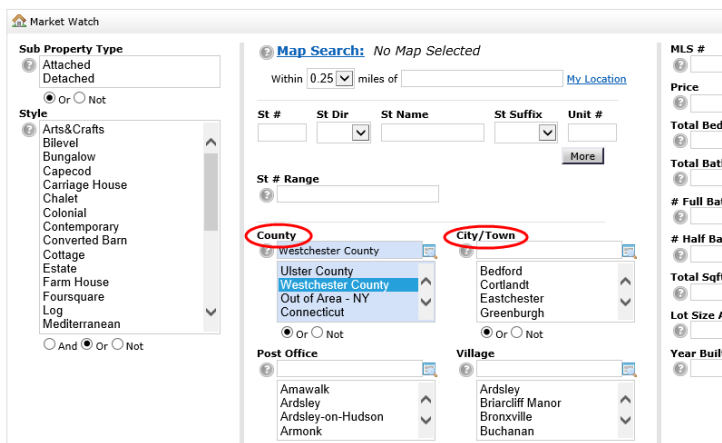 Market Watch
Sub Property Type
Attached
Detached
Or Not
Style
Arts&Crafts
Bilevel
Bungalow
Capecod
Carriage House
Chalet
Colonial
Contemporary
Converted Barn
Cottage
Estate
Farm House
Foursquare
Log
Mediterranean
And Or Not
Map Search: No Map Selected
Within 0.25 miles of My Location
St # St Dir St Name St Suffix Unit #
More
St # Range
County
Westchester County
Ulster County
Westchester County
Out of Area - NY
Connecticut
Or Not
City/Town
Bedford
Cortlandt
Eastchester
Greenburgh
Or Not
Post Office
Amawalk
Ardsley
Ardsley-on-Hudson
Armonk
Village
Ardsley
Briarcliff Manor
Bronxville
Buchanan
MLS #
Price
Total Bed
Total Bat
# Full Ba
# Half Ba
Total Sqf
Lot Size A
Year Buil